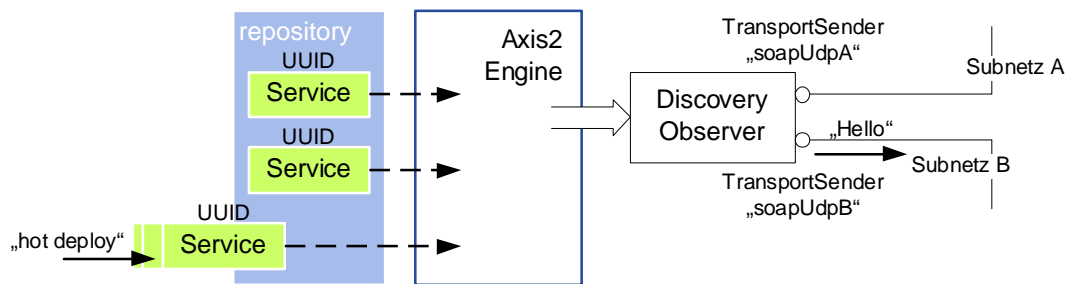 repository
UUID
Service
UUID
Service
UUID
Service
„hot deploy“
Axis2
Engine
Discovery
Observer
TransportSender
„soapUdpA“
Subnetz A
„Hello“
Subnetz B
TransportSender
„soapUdpB“